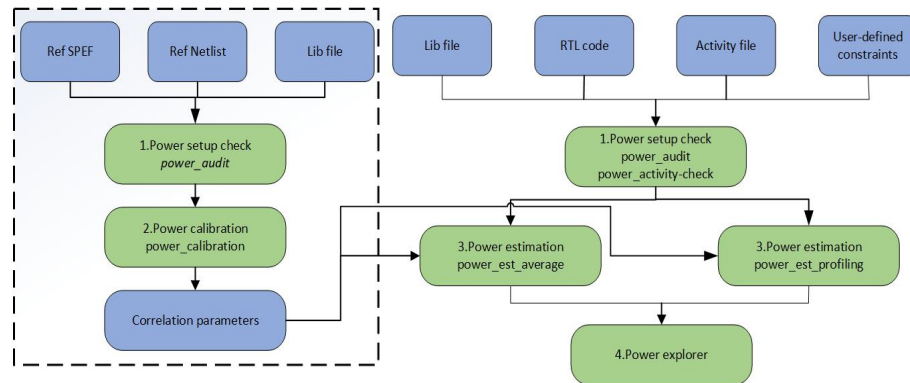 Ref SPEF
Ref Netlist
Lib file
1.Power setup check
power_audit
2.Power calibration
power_calibration
Correlation parameters
Lib file
RTL code
Activity file
User-defined
constraints
1.Power setup check
power_audit
power_activity-check
3.Power estimation
power_est_average
3.Power estimation
power_est_profiling
4.Power explorer